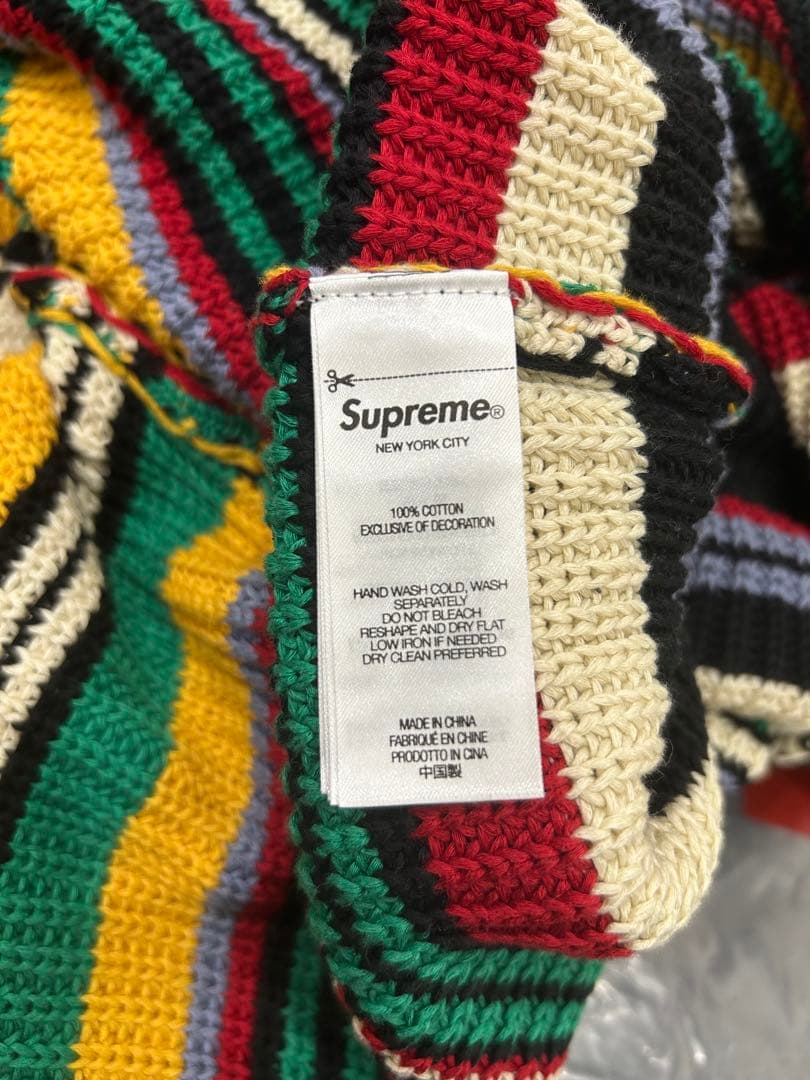 Supreme®
NEW YORK CITY
100% COTTON
EXCLUSIVE OF DECORATION
HAND WASH COLD, WASH
SEPARATELY
DO NOT BLEACH
RESHAPE AND DRY FLAT
LOW IRON IF NEEDED
DRY CLEAN PREFERRED
MADE IN CHINA
FABRIQUÉ EN CHINE
PRODOTTO IN CINA
中国製